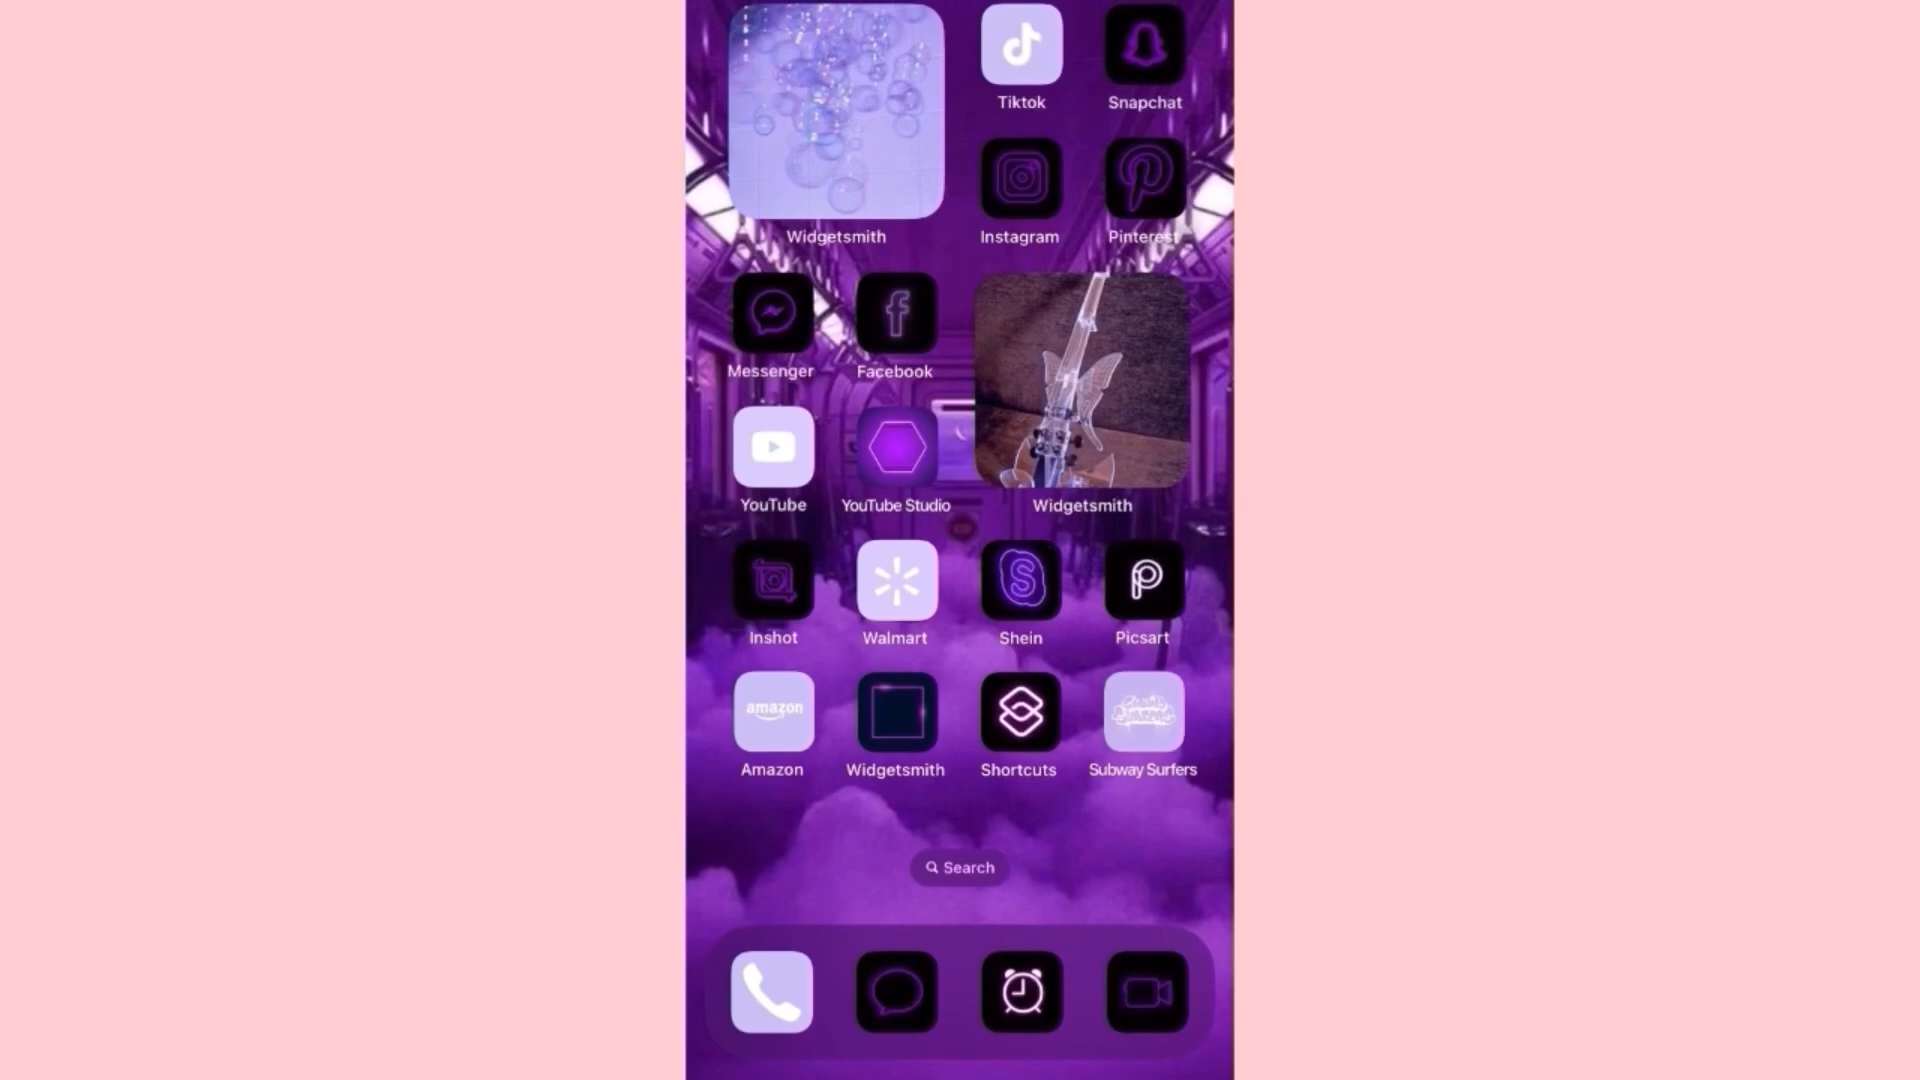 Tiktok
Snapchat
Widgetsmith
Instagram
Pinterest
Messenger
Facebook
YouTube
YouTube Studio
Widgetsmith
Inshot
Walmart
Shein
Picsart
amazon
Amazon
Widgetsmith
Shortcuts
Subway Surfers
Search